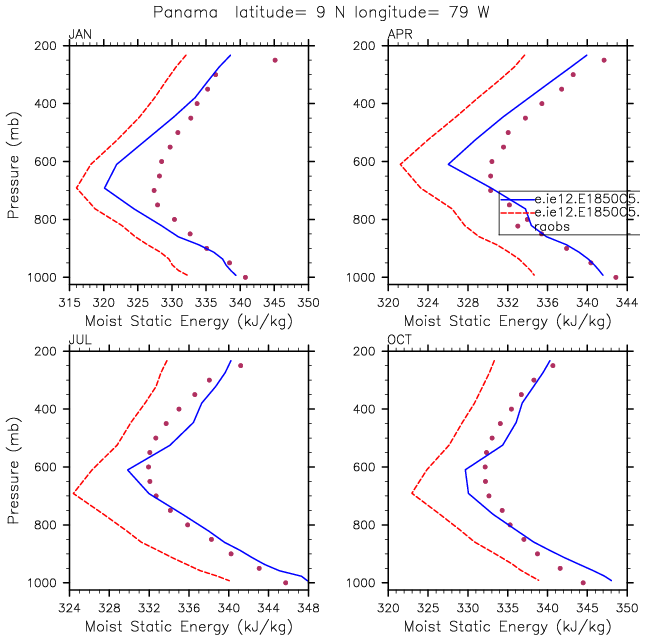 Panama latitude= 9 N longitude= 79 W
JAN
200
400
600
800
1000
Pressure (mb)
315 320 325 330 335 340 345 350
Moist Static Energy (kJ/kg)
APR
200
400
600
800
1000
e.ie12.E1850C5.
e.ie12.E1850C5.
raobs
320 324 328 332 336 340 344
Moist Static Energy (kJ/kg)
JUL
200
400
600
800
1000
Pressure (mb)
324 328 332 336 340 344 348
Moist Static Energy (kJ/kg)
OCT
200
400
600
800
1000
320 325 330 335 340 345 350
Moist Static Energy (kJ/kg)